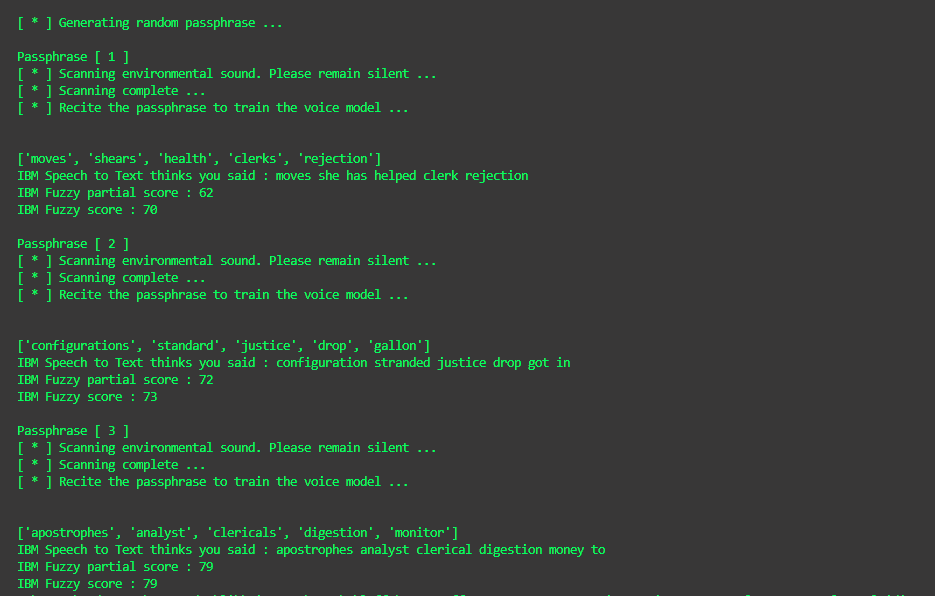 [ * ] Generating random passphrase ...
Passphrase [ 1 ]
[ * ] Scanning environmental sound. Please remain silent ...
[ * ] Scanning complete ...
[ * ] Recite the passphrase to train the voice model ...
['moves', 'shears', 'health', 'clerks', 'rejection']
IBM Speech to Text thinks you said : moves she has helped clerk rejection
IBM Fuzzy partial score : 62
IBM Fuzzy score : 70
Passphrase [ 2 ]
[ * ] Scanning environmental sound. Please remain silent ...
[ * ] Scanning complete ...
[ * ] Recite the passphrase to train the voice model ...
['configurations', 'standard', 'justice', 'drop', 'gallon']
IBM Speech to Text thinks you said : configuration stranded justice drop got in
IBM Fuzzy partial score : 72
IBM Fuzzy score : 73
Passphrase [ 3 ]
[ * ] Scanning environmental sound. Please remain silent ...
[ * ] Scanning complete ...
[ * ] Recite the passphrase to train the voice model ...
['apostrophes', 'analyst', 'clericals', 'digestion', 'monitor']
IBM Speech to Text thinks you said : apostrophes analyst clerical digestion money to
IBM Fuzzy partial score : 79
IBM Fuzzy score : 79